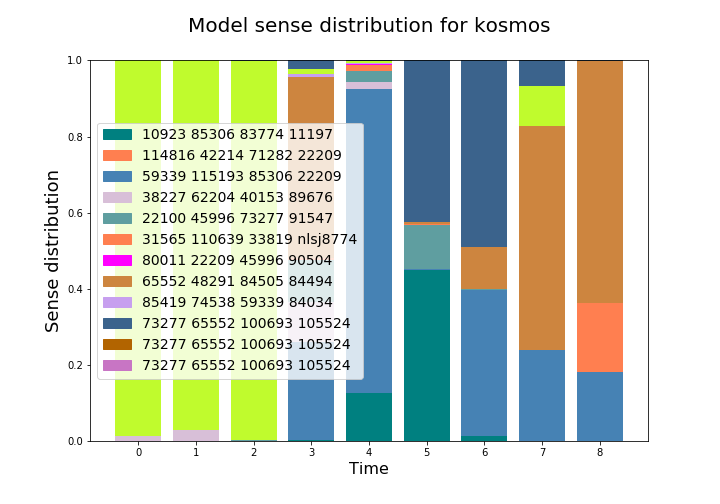 Model sense distribution for kosmos
1.0
0.8
0.6
0.4
0.2
0.0
Sense distribution
10923 85306 83774 11197
114816 42214 71282 22209
59339 115193 85306 22209
38227 62204 40153 89676
22100 45996 73277 91547
31565 110639 33819 nlsj8774
80011 22209 45996 90504
65552 48291 84505 84494
85419 74538 59339 84034
73277 65552 100693 105524
73277 65552 100693 105524
73277 65552 100693 105524
0 1 2 3 4 5 6 7 8
Time